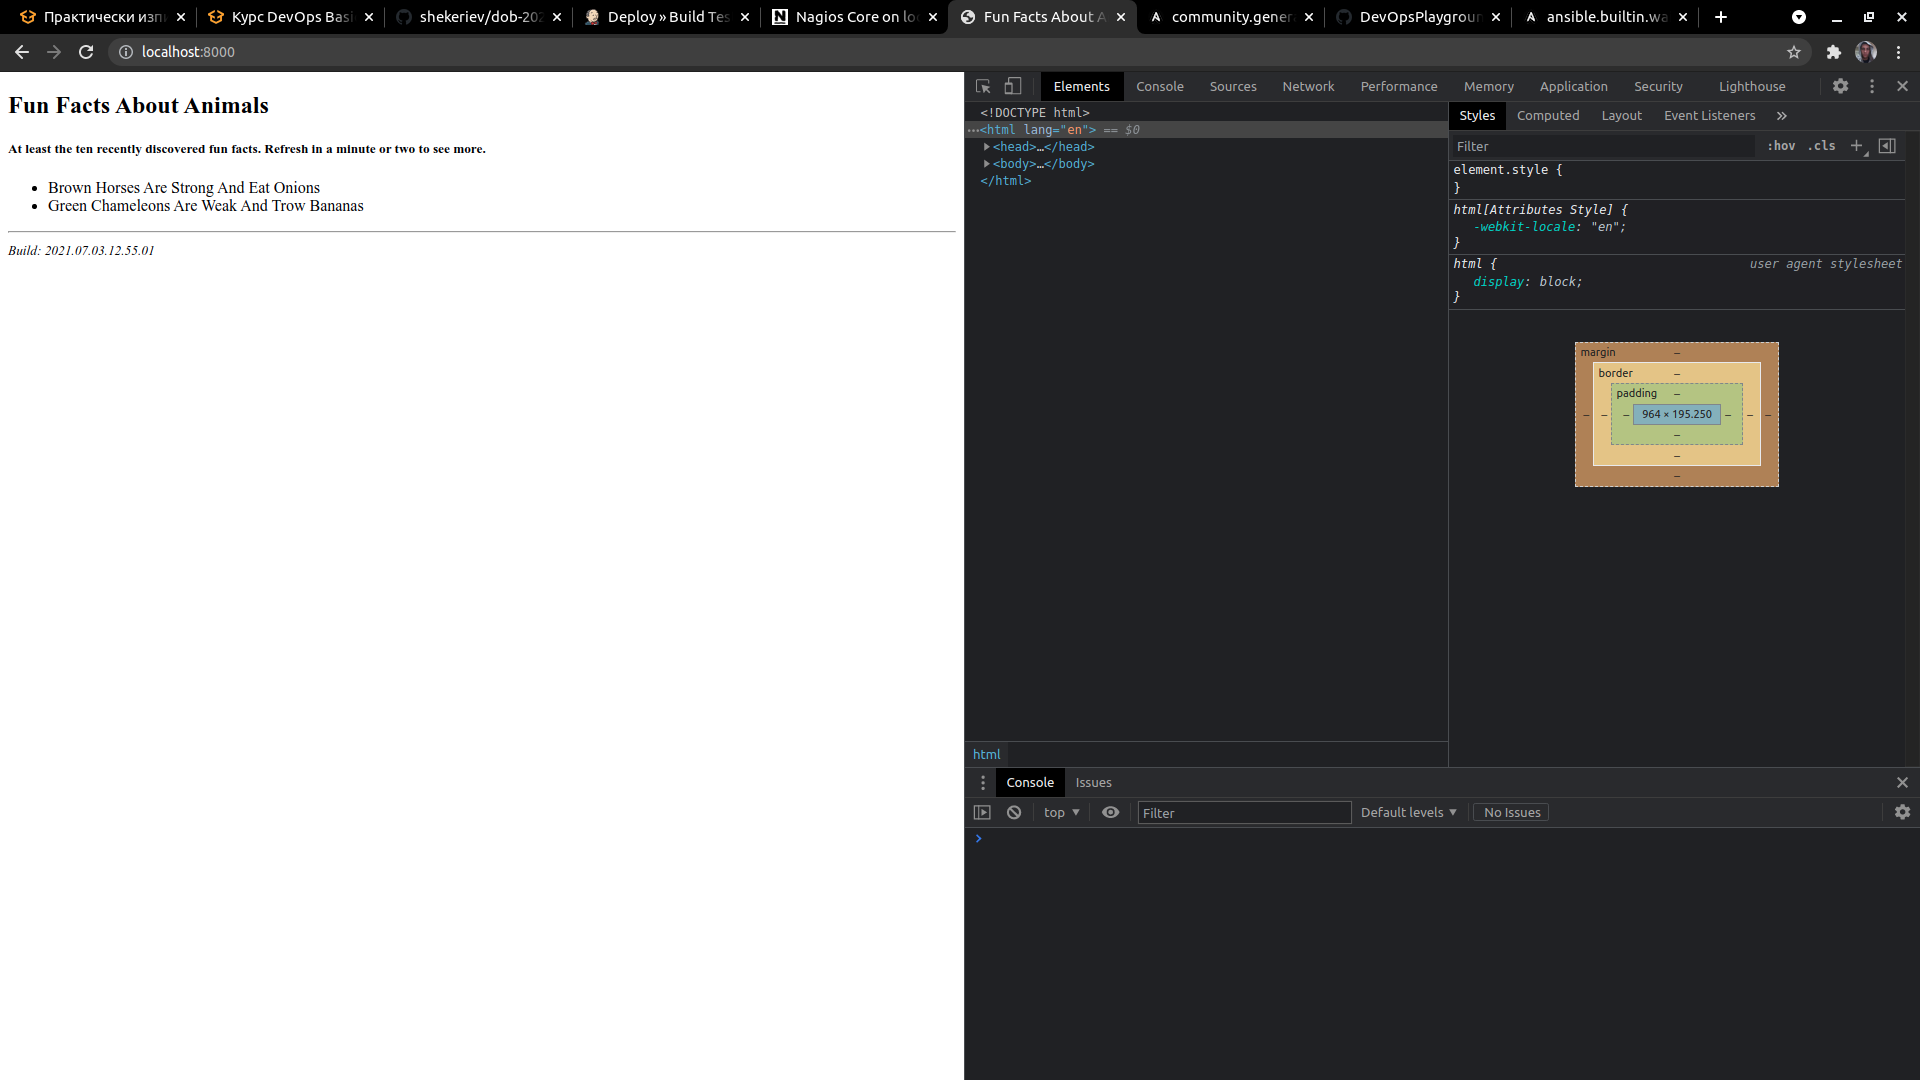 Практически изп
Курс DevOps Basi
shekeriev/dob-202
Deploy » Build Tes
Nagios Core on lo
Fun Facts About A
community.gener
DevOpsPlaygroun
ansible.builtin.wa
localhost:8000
Fun Facts About Animals
At least the ten recently discovered fun facts. Refresh in a minute or two to see more.
Brown Horses Are Strong And Eat Onions
Green Chameleons Are Weak And Trow Bananas
Build: 2021.07.03.12.55.01
Elements Console Sources Network Performance Memory Application Security Lighthouse
<!DOCTYPE html>
<html lang="en"> == $0
<head>…</head>
<body>…</body>
</html>
html
Styles Computed Layout Event Listeners »
Filter :hov .cls
element.style {
}
html[Attributes Style] {
-webkit-locale: "en";
}
html { user agent stylesheet
display: block;
}
margin –
border –
padding –
– – – 964 × 195.250 – – –
–
–
–
Console Issues
top Filter Default levels No Issues